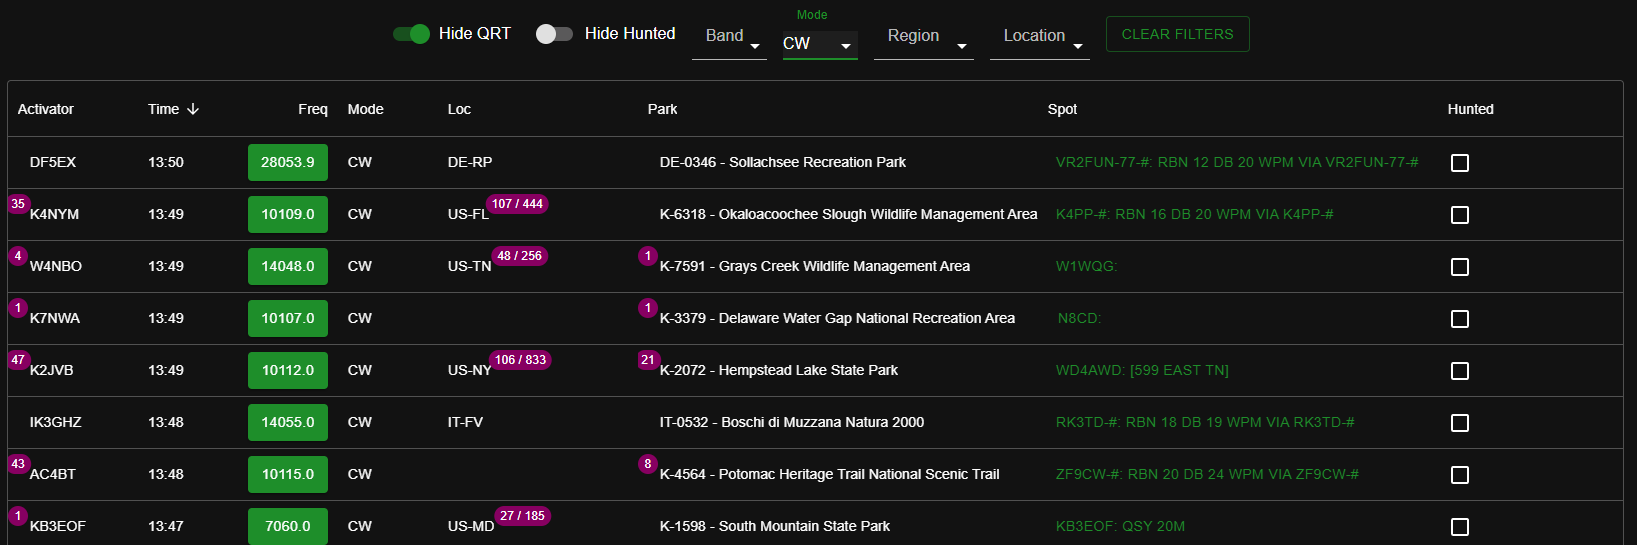 Hide QRT Hide Hunted Band Mode CW Region Location CLEAR FILTERS
Activator Time Freq Mode Loc Park Spot Hunted
DF5EX 13:50 28053.9 CW DE-RP DE-0346 - Sollachsee Recreation Park VR2FUN-77-#: RBN 12 DB 20 WPM VIA VR2FUN-77-#
35 K4NYM 13:49 10109.0 CW US-FL 107 / 444 K-6318 - Okaloacoochee Slough Wildlife Management Area K4PP-#: RBN 16 DB 20 WPM VIA K4PP-#
4 W4NBO 13:49 14048.0 CW US-TN 48 / 256 1 K-7591 - Grays Creek Wildlife Management Area W1WQG:
1 K7NWA 13:49 10107.0 CW 1 K-3379 - Delaware Water Gap National Recreation Area N8CD:
47 K2JVB 13:49 10112.0 CW US-NY 106 / 833 21 K-2072 - Hempstead Lake State Park WD4AWD: [599 EAST TN]
IK3GHZ 13:48 14055.0 CW IT-FV IT-0532 - Boschi di Muzzana Natura 2000 RK3TD-#: RBN 18 DB 19 WPM VIA RK3TD-#
43 AC4BT 13:48 10115.0 CW 8 K-4564 - Potomac Heritage Trail National Scenic Trail ZF9CW-#: RBN 20 DB 24 WPM VIA ZF9CW-#
1 KB3EOF 13:47 7060.0 CW US-MD 27 / 185 K-1598 - South Mountain State Park KB3EOF: QSY 20M